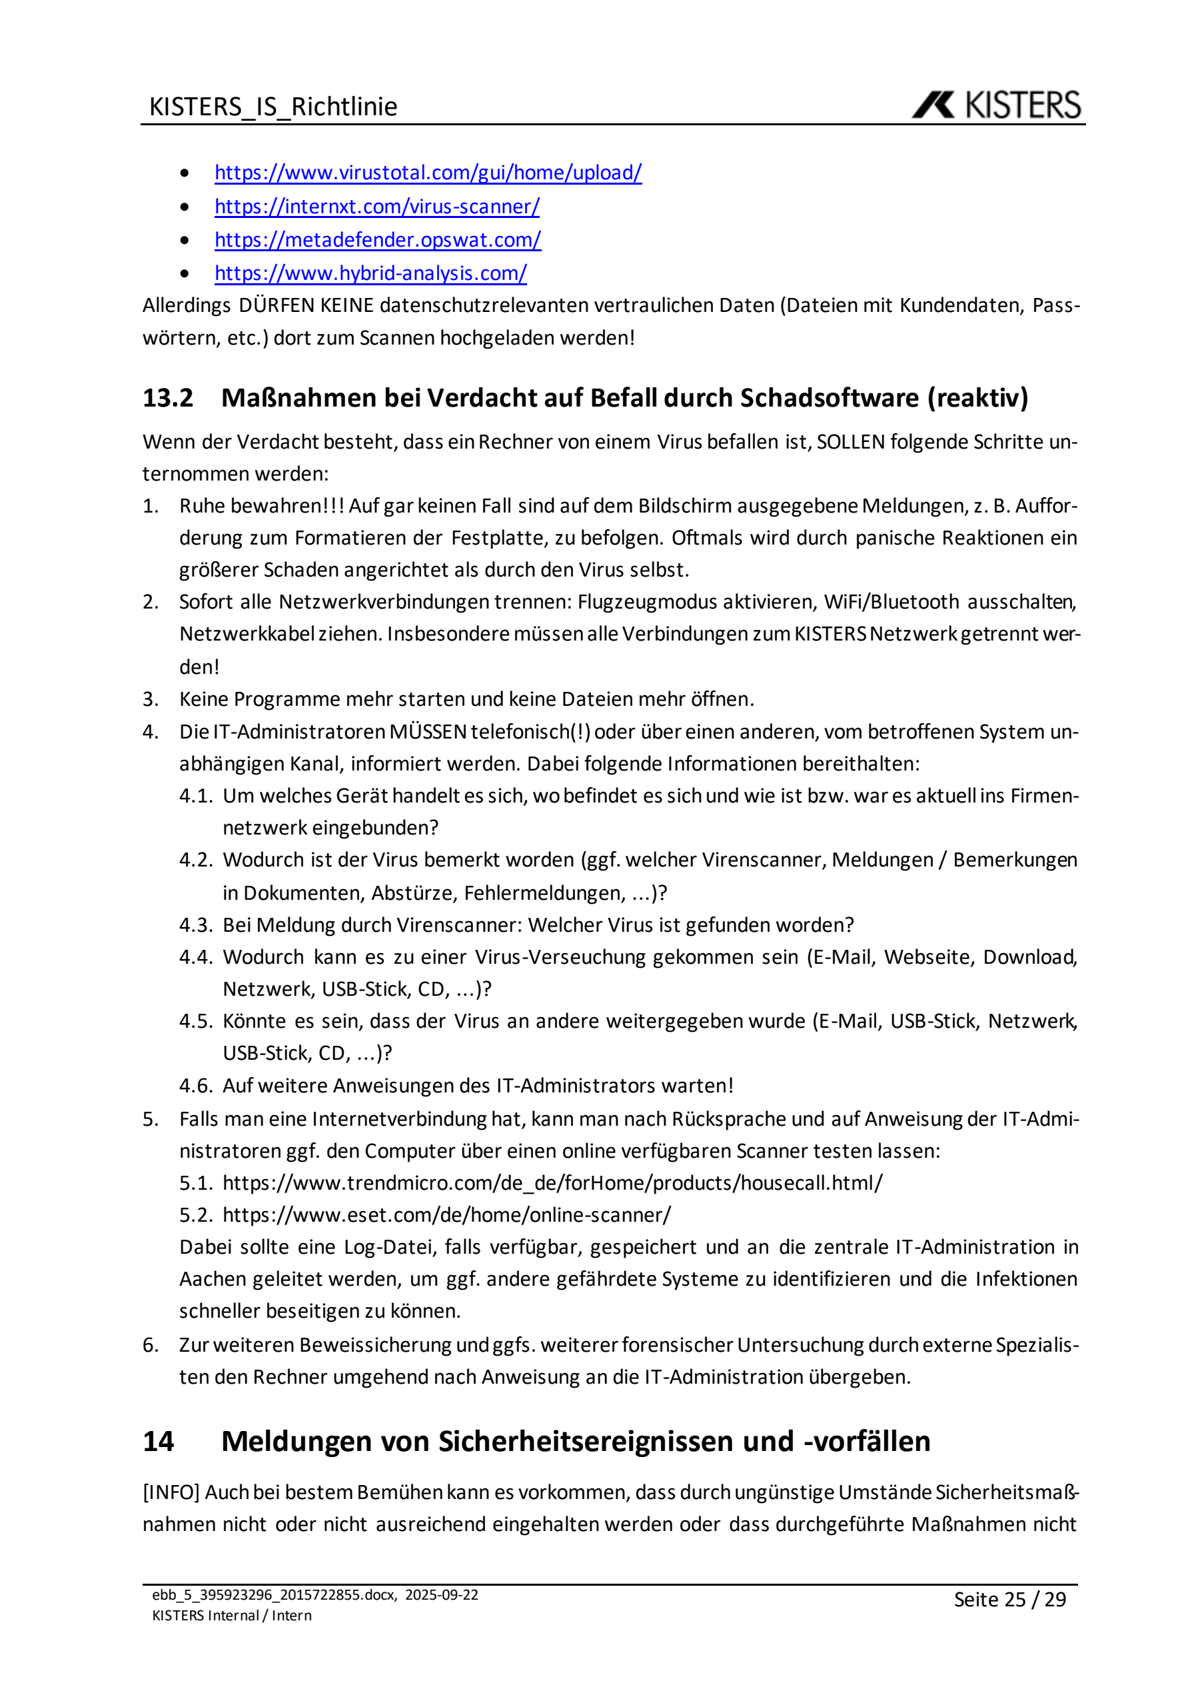 KISTERS_IS_Richtlinie
KISTERS
• https://www.virustotal.com/gui/home/upload/
• https://internxt.com/virus-scanner/
• https://metadefender.opswat.com/
• https://www.hybrid-analysis.com/
Allerdings DÜRFEN KEINE datenschutzrelevanten vertraulichen Daten (Dateien mit Kundendaten, Pass-
wörtern, etc.) dort zum Scannen hochgeladen werden!
13.2 Maßnahmen bei Verdacht auf Befall durch Schadsoftware (reaktiv)
Wenn der Verdacht besteht, dass ein Rechner von einem Virus befallen ist, SOLLEN folgende Schritte un-
ternommen werden:
1. Ruhe bewahren!!! Auf gar keinen Fall sind auf dem Bildschirm ausgegebene Meldungen, z. B. Auffor-
derung zum Formatieren der Festplatte, zu befolgen. Oftmals wird durch panische Reaktionen ein
größerer Schaden angerichtet als durch den Virus selbst.
2. Sofort alle Netzwerkverbindungen trennen: Flugzeugmodus aktivieren, WiFi/Bluetooth ausschalten,
Netzwerkkabel ziehen. Insbesondere müssen alle Verbindungen zum KISTERS Netzwerk getrennt wer-
den!
3. Keine Programme mehr starten und keine Dateien mehr öffnen.
4. Die IT-Administratoren MÜSSEN telefonisch(!) oder über einen anderen, vom betroffenen System un-
abhängigen Kanal, informiert werden. Dabei folgende Informationen bereithalten:
4.1. Um welches Gerät handelt es sich, wo befindet es sich und wie ist bzw. war es aktuell ins Firmen-
netzwerk eingebunden?
4.2. Wodurch ist der Virus bemerkt worden (ggf. welcher Virenscanner, Meldungen / Bemerkungen
in Dokumenten, Abstürze, Fehlermeldungen, …)?
4.3. Bei Meldung durch Virenscanner: Welcher Virus ist gefunden worden?
4.4. Wodurch kann es zu einer Virus-Verseuchung gekommen sein (E-Mail, Webseite, Download,
Netzwerk, USB-Stick, CD, …)?
4.5. Könnte es sein, dass der Virus an andere weitergegeben wurde (E-Mail, USB-Stick, Netzwerk,
USB-Stick, CD, …)?
4.6. Auf weitere Anweisungen des IT-Administrators warten!
5. Falls man eine Internetverbindung hat, kann man nach Rücksprache und auf Anweisung der IT-Admi-
nistratoren ggf. den Computer über einen online verfügbaren Scanner testen lassen:
5.1. https://www.trendmicro.com/de_de/forHome/products/housecall.html/
5.2. https://www.eset.com/de/home/online-scanner/
Dabei sollte eine Log-Datei, falls verfügbar, gespeichert und an die zentrale IT-Administration in
Aachen geleitet werden, um ggf. andere gefährdete Systeme zu identifizieren und die Infektionen
schneller beseitigen zu können.
6. Zur weiteren Beweissicherung und ggfs. weiterer forensischer Untersuchung durch externe Spezialis-
ten den Rechner umgehend nach Anweisung an die IT-Administration übergeben.
14 Meldungen von Sicherheitsereignissen und -vorfällen
[INFO] Auch bei bestem Bemühen kann es vorkommen, dass durch ungünstige Umstände Sicherheitsmaß-
nahmen nicht oder nicht ausreichend eingehalten werden oder dass durchgeführte Maßnahmen nicht
ebb_5_395923296_2015722855.docx, 2025-09-22
Seite 25 / 29
KISTERS Internal / Intern